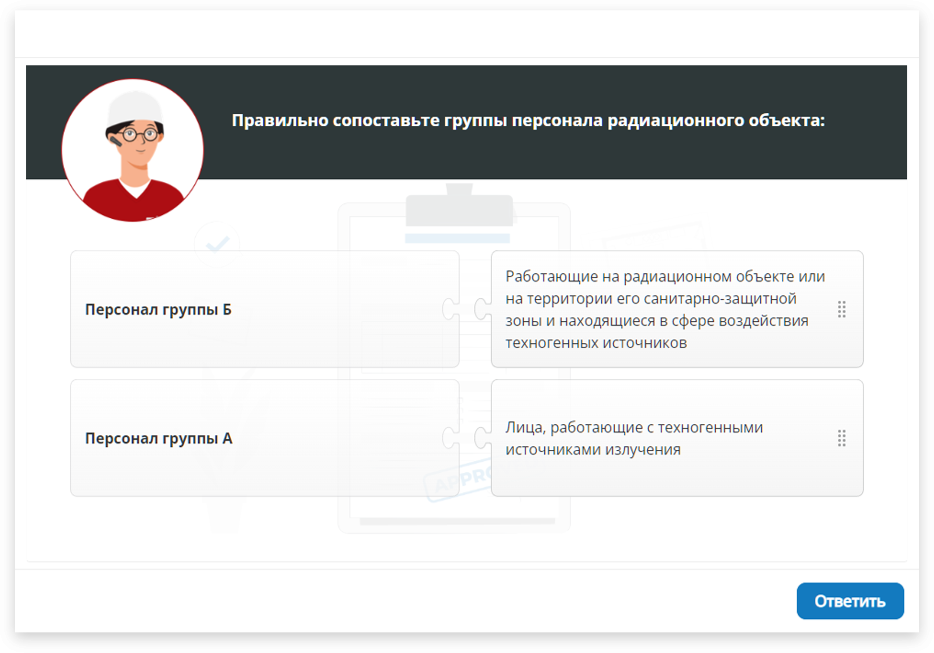 Правильно сопоставьте группы персонала радиационного объекта:
Персонал группы Б
Работающие на радиационном объекте или
на территории его санитарно-защитной
зоны и находящиеся в сфере воздействия
техногенных источников
Персонал группы А
Лица, работающие с техногенными
источниками излучения
APPRO
Ответить